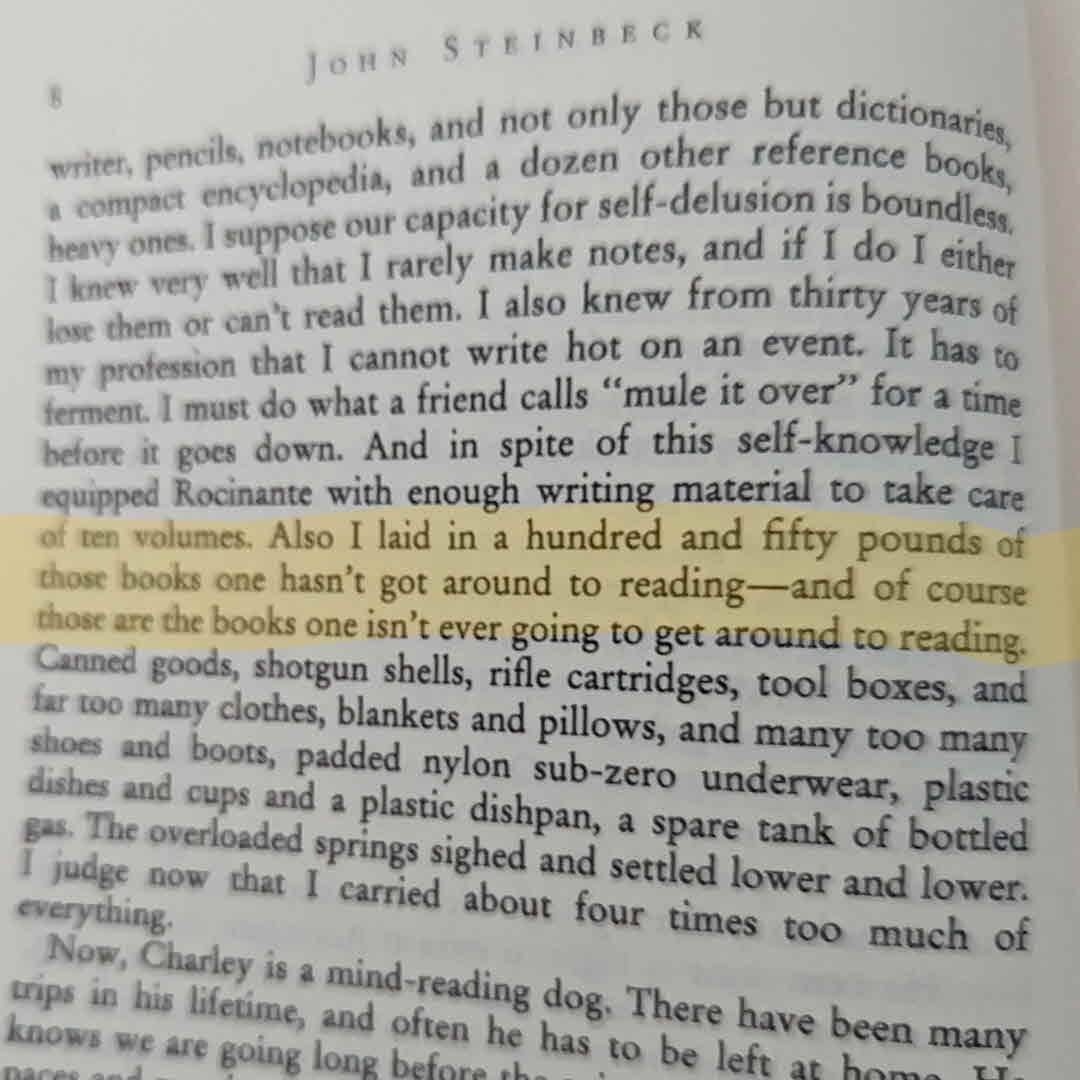 8
JOHN STEINBECK
writer, pencils, notebooks, and not only those but dictionaries,
a compact encyclopedia, and a dozen other reference books,
heavy ones. I suppose our capacity for self-delusion is boundless.
I knew very well that I rarely make notes, and if I do I either
lose them or can't read them. I also knew from thirty years of
my profession that I cannot write hot on an event. It has to
ferment. I must do what a friend calls “mule it over” for a time
before it goes down. And in spite of this self-knowledge I
equipped Rocinante with enough writing material to take care
of ten volumes. Also I laid in a hundred and fifty pounds of
those books one hasn't got around to reading—and of course
those are the books one isn't ever going to get around to reading.
Canned goods, shotgun shells, rifle cartridges, tool boxes, and
far too many clothes, blankets and pillows, and many too many
shoes and boots, padded nylon sub-zero underwear, plastic
dishes and cups and a plastic dishpan, a spare tank of bottled
gas. The overloaded springs sighed and settled lower and lower.
I judge now that I carried about four times too much of
everything.
Now, Charley is a mind-reading dog. There have been many
trips in his lifetime, and often he has to be left at home. He
knows we are going long before the